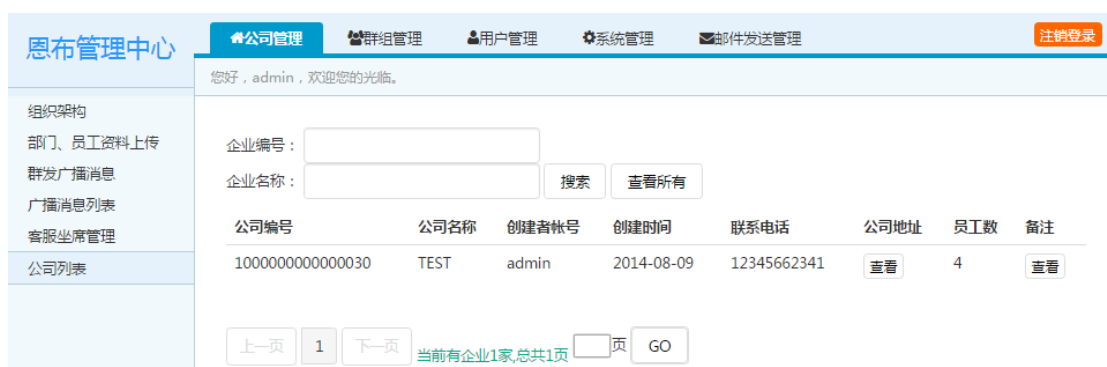 恩布管理中心
公司管理 群组管理 用户管理 系统管理 邮件发送管理 注销登录
您好，admin，欢迎您的光临。
组织架构
部门、员工资料上传
群发广播消息
广播消息列表
客服坐席管理
公司列表
企业编号：
企业名称： 搜索 查看所有
公司编号 公司名称 创建者帐号 创建时间 联系电话 公司地址 员工数 备注
1000000000000030 TEST admin 2014-08-09 12345662341 查看 4 查看
上一页 1 下一页 当前有企业1家,总共1页 页 GO